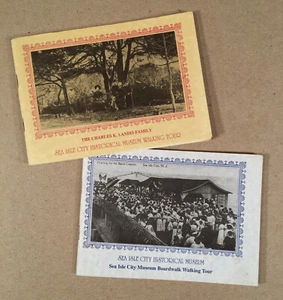 THE CHARLES K. LANDIS FAMILY
SEA ISLE CITY HISTORICAL MUSEUM WALKING TOUR
SEA ISLE CITY HISTORICAL MUSEUM
Sea Isle City Museum Boardwalk Walking Tour